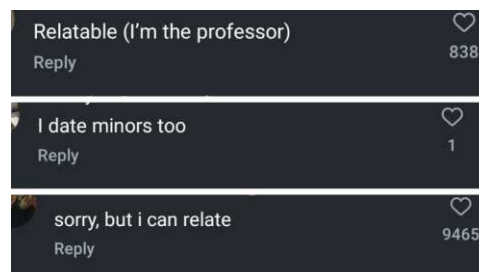 Relatable (I'm the professor)
838
Reply
I date minors too
1
Reply
sorry, but i can relate
9465
Reply